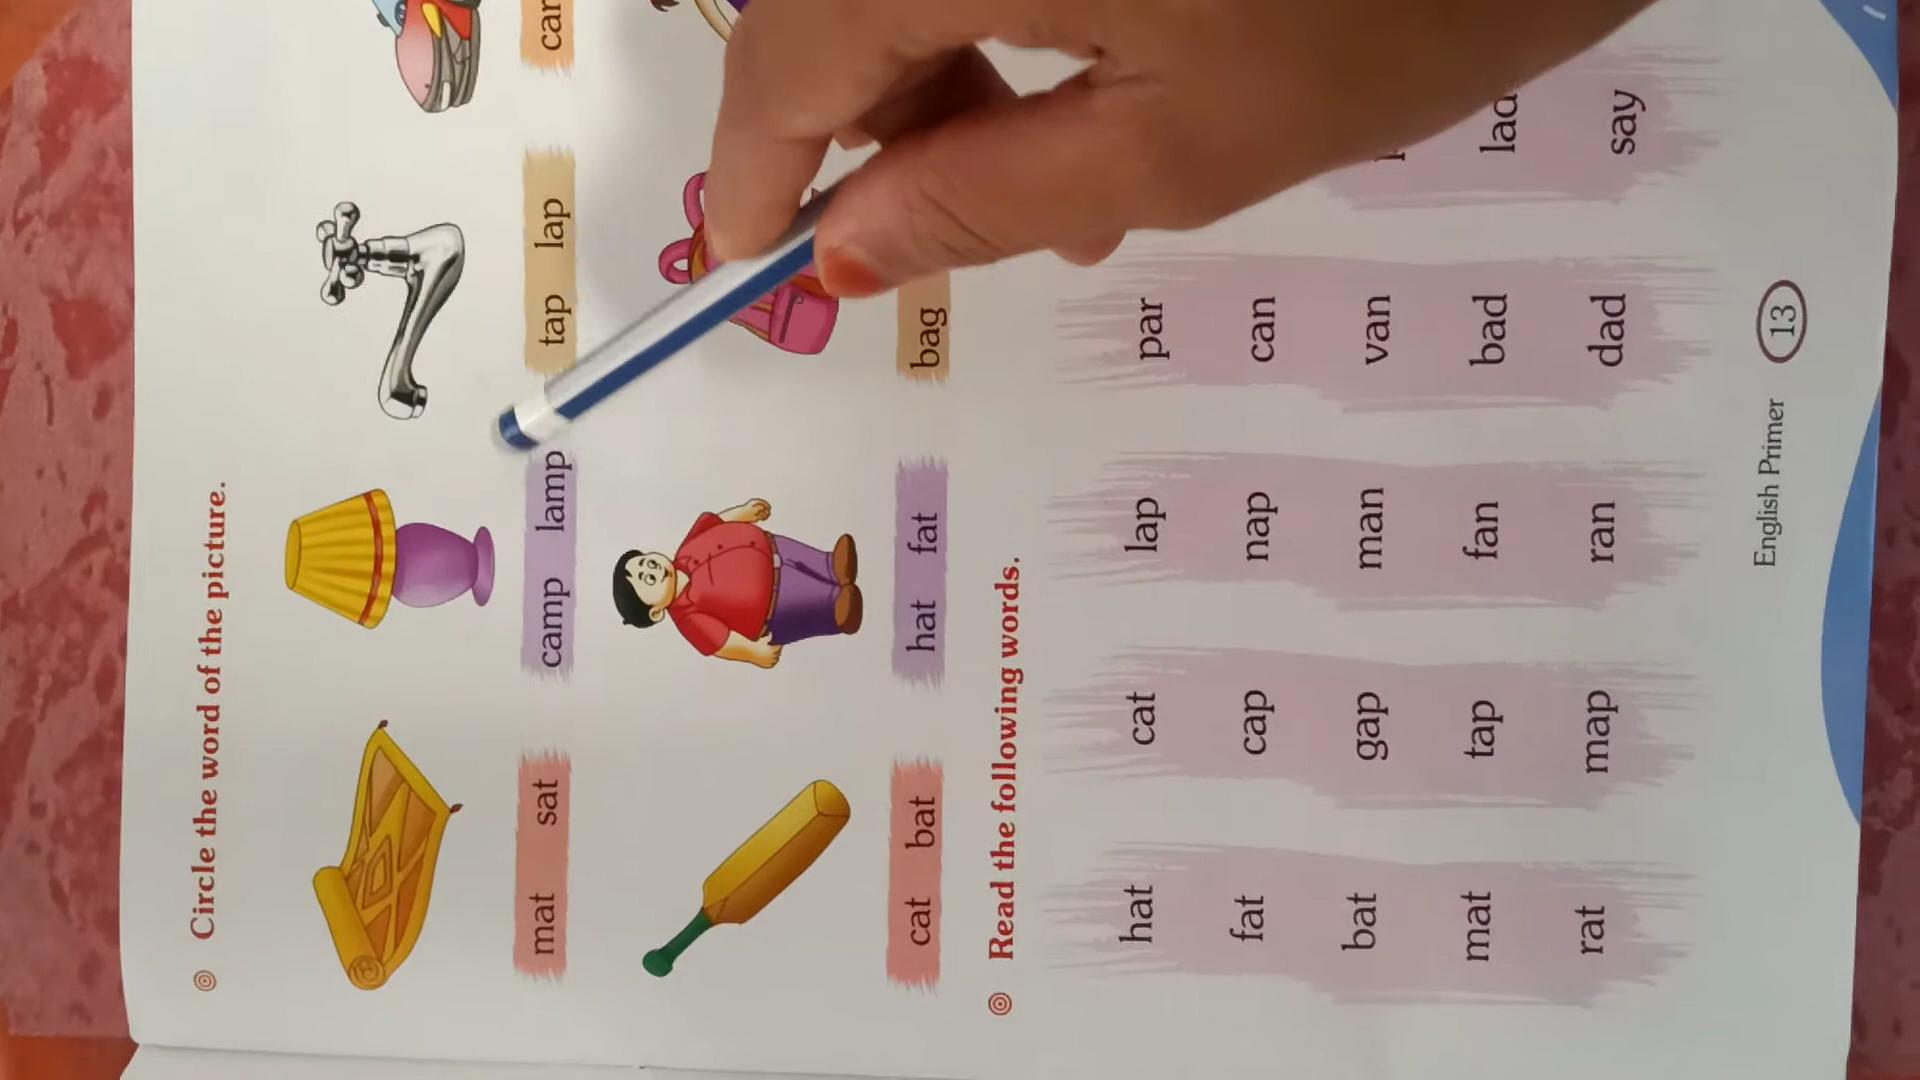 Circle the word of the picture.
mat sat camp lamp tap lap car
cat bat hat fat bag
Read the following words.
hat cat lap par
fat cap nap can
bat gap man van
mat tap fan bad lad
rat map ran dad say
English Primer 13